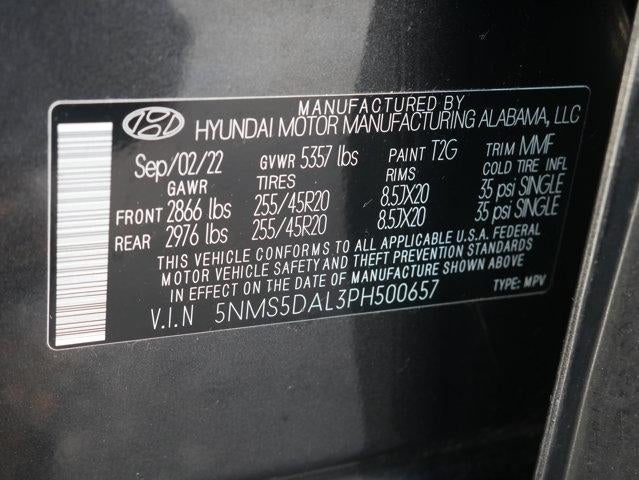 MANUFACTURED BY
HYUNDAI MOTOR MANUFACTURING ALABAMA, LLC
Sep/02/22 GVWR 5357 lbs PAINT T2G TRIM MMF
GAWR TIRES RIMS COLD TIRE INFL
FRONT 2866 lbs 255/45R20 8.5JX20 35 psi SINGLE
REAR 2976 lbs 255/45R20 8.5JX20 35 psi SINGLE
THIS VEHICLE CONFORMS TO ALL APPLICABLE U.S.A. FEDERAL
MOTOR VEHICLE SAFETY AND THEFT PREVENTION STANDARDS
IN EFFECT ON THE DATE OF MANUFACTURE SHOWN ABOVE
V.I.N 5NMS5DAL3PH500657 TYPE: MPV